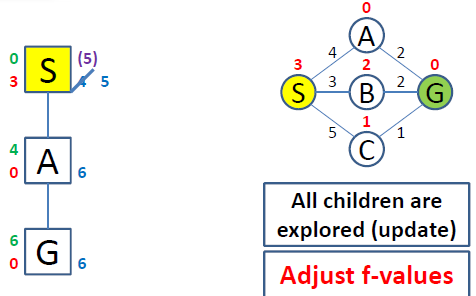 0 (5)
3 S 4 5
4
0 A 6
6
0 G 6
0
A
4 2
3 2 0
S 3 B 2 G
1
5 1
C
All children are
explored (update)
Adjust f-values